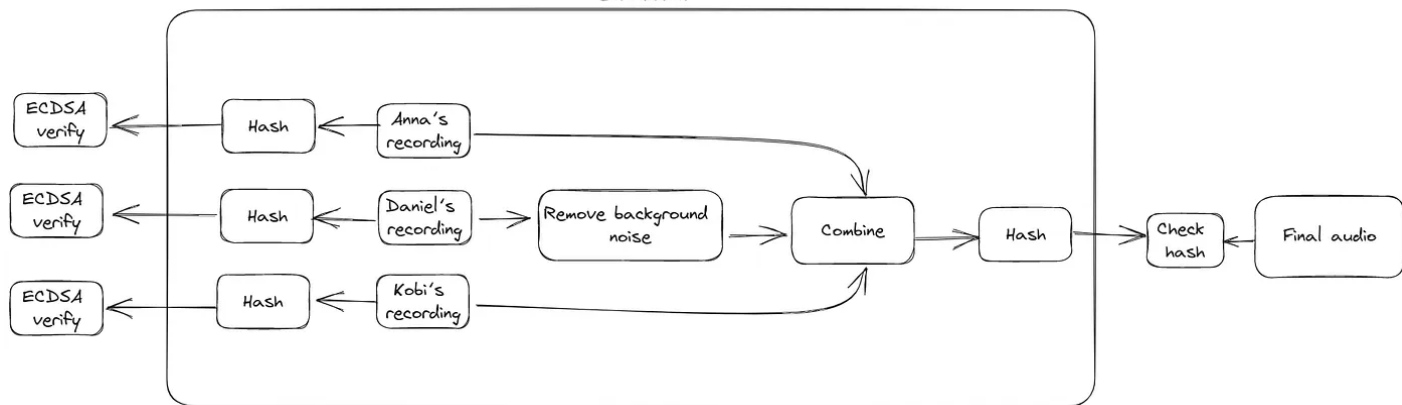 ECDSA
verify
Hash
Anna's
recording
ECDSA
verify
Hash
Daniel's
recording
Remove background
noise
Combine
Hash
Check
hash
Final audio
ECDSA
verify
Hash
Kobi's
recording